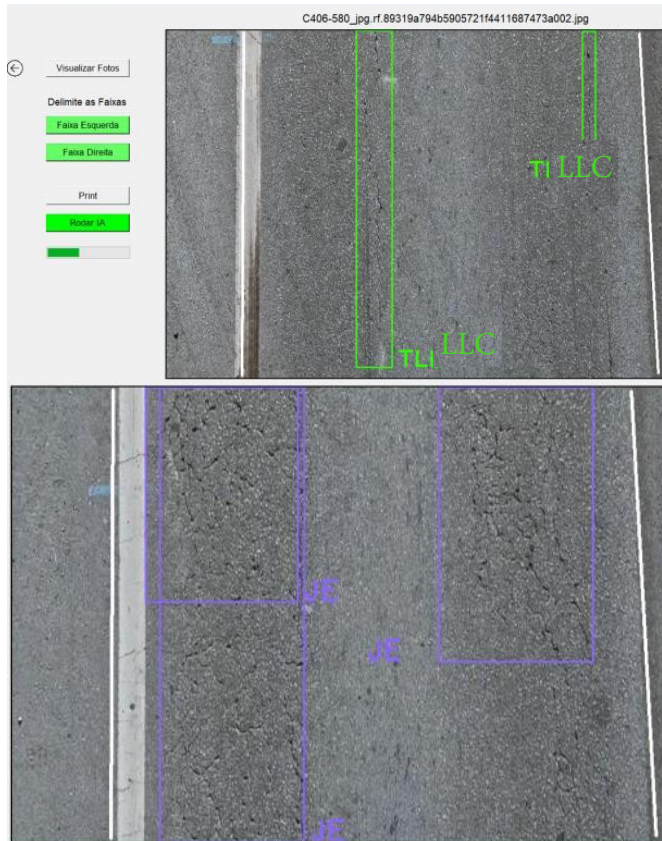 C406-580_jpg.rf.89319a794b5905721f4411687473a002.jpg
Visualizar Fotos
Delimite as Faixas
Faixa Esquerda
Faixa Direita
Print
Rodar IA
TI LLC
TLI LLC
JE
JE
JE